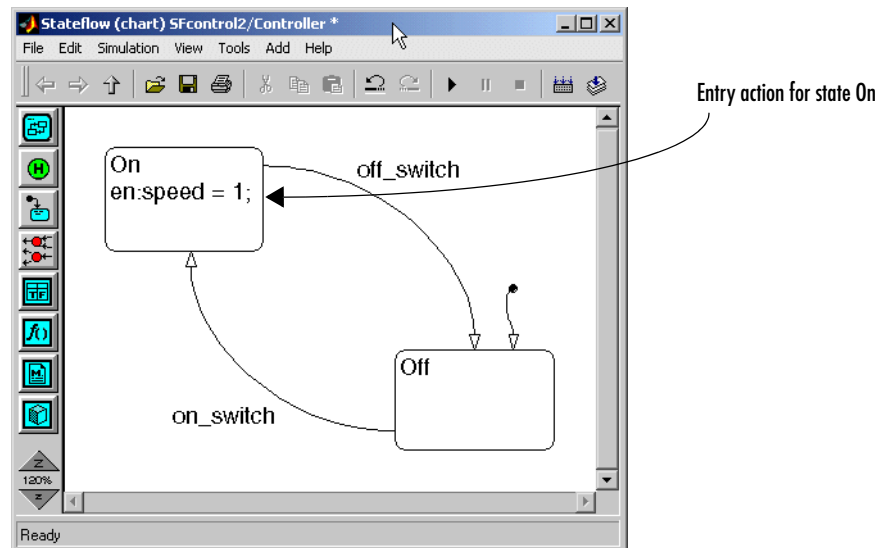 Stateflow (chart) SFcontrol2/Controller *
File Edit Simulation View Tools Add Help
Entry action for state On
On
en:speed = 1;
off_switch
Off
on_switch
H
TF
f()
M
Z
120%
z
Ready